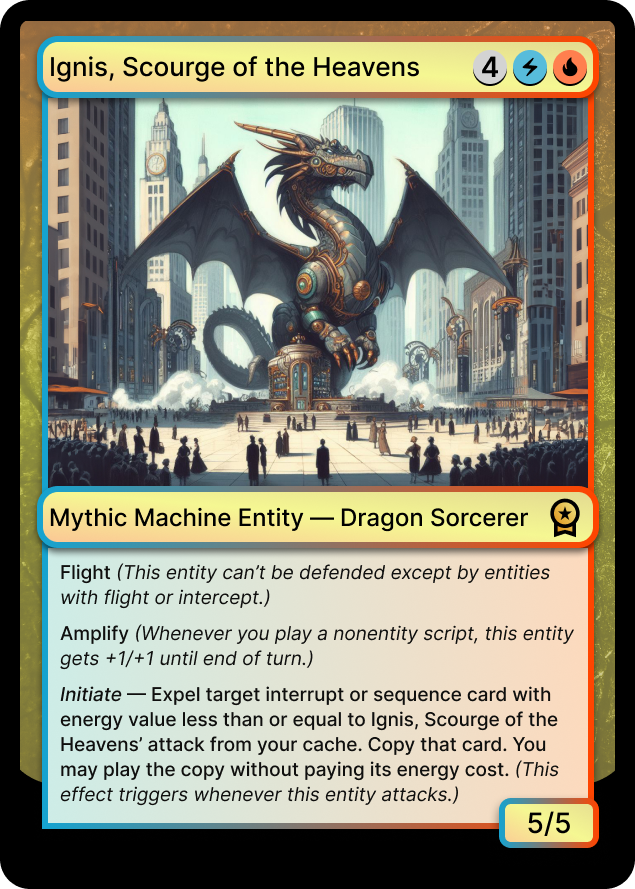 Ignis, Scourge of the Heavens 4
Mythic Machine Entity — Dragon Sorcerer
Flight (This entity can’t be defended except by entities
with flight or intercept.)
Amplify (Whenever you play a nonentity script, this entity
gets +1/+1 until end of turn.)
Initiate — Expel target interrupt or sequence card with
energy value less than or equal to Ignis, Scourge of the
Heavens’ attack from your cache. Copy that card. You
may play the copy without paying its energy cost. (This
effect triggers whenever this entity attacks.)
5/5